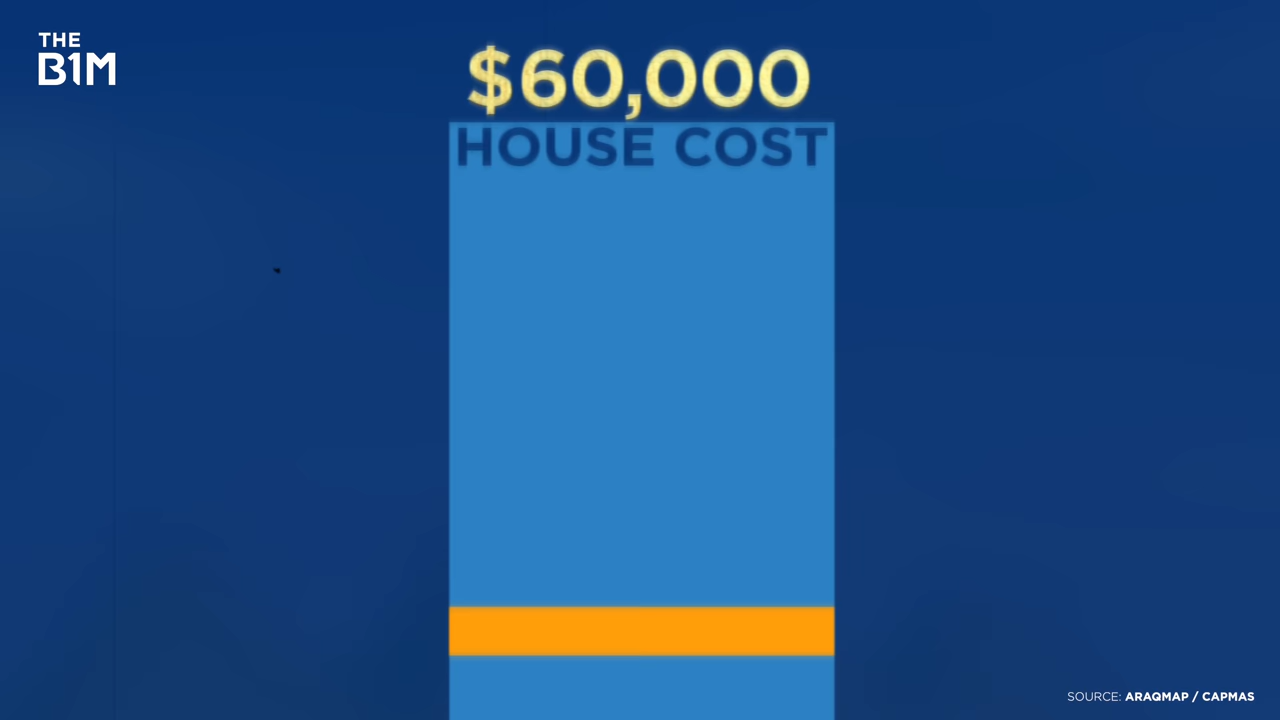 THE
B1M
$60,000
HOUSE COST
SOURCE: ARAQMAP / CAPMAS